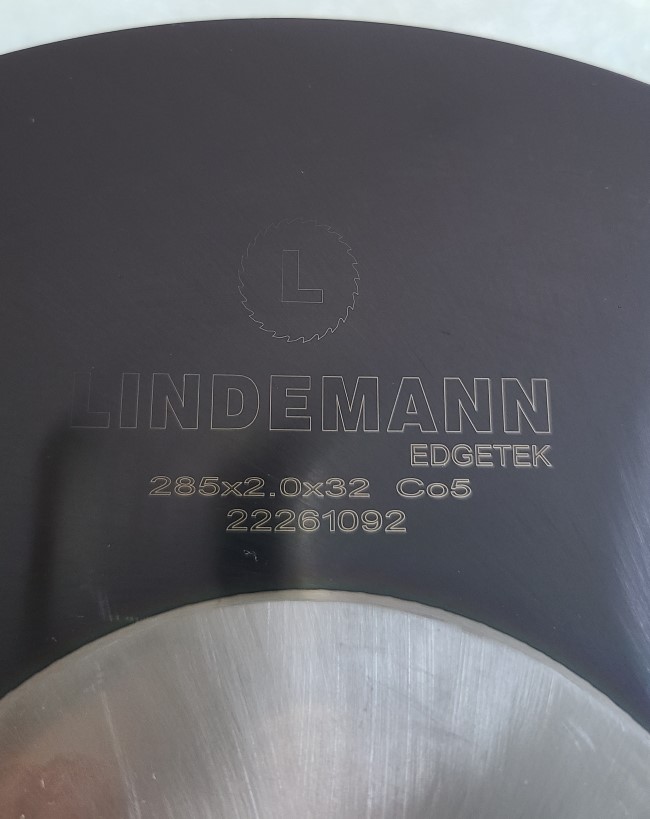 L
LINDEMANN
EDGETEK
285x2.0x32 Co5
22261092